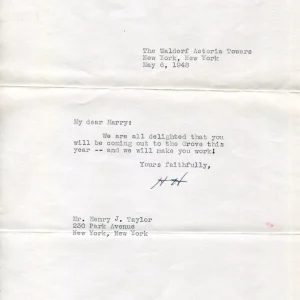 The Waldorf Astoria Towers
New York, New York
May 6, 1948
My dear Harry:
We are all delighted that you
will be coming out to the Grove this
year -- and we will make you work!
Yours faithfully,
H H
Mr. Henry J. Taylor
230 Park Avenue
New York, New York